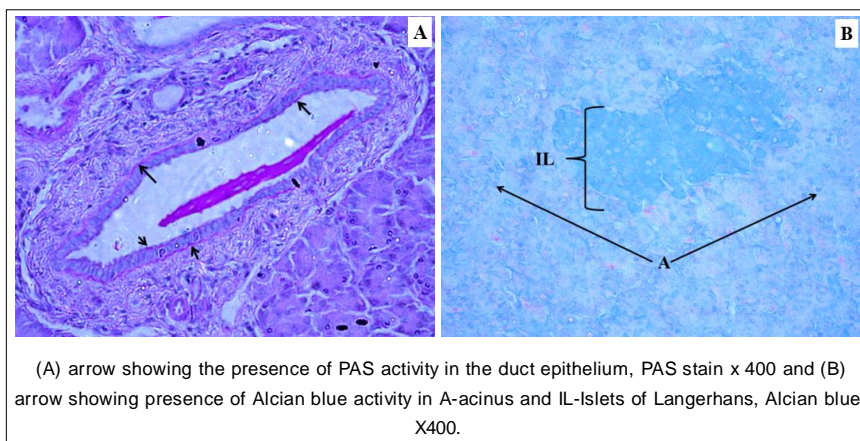 A
B
IL
A
(A) arrow showing the presence of PAS activity in the duct epithelium, PAS stain x 400 and (B)
arrow showing presence of Alcian blue activity in A-acinus and IL-Islets of Langerhans, Alcian blue
X400.